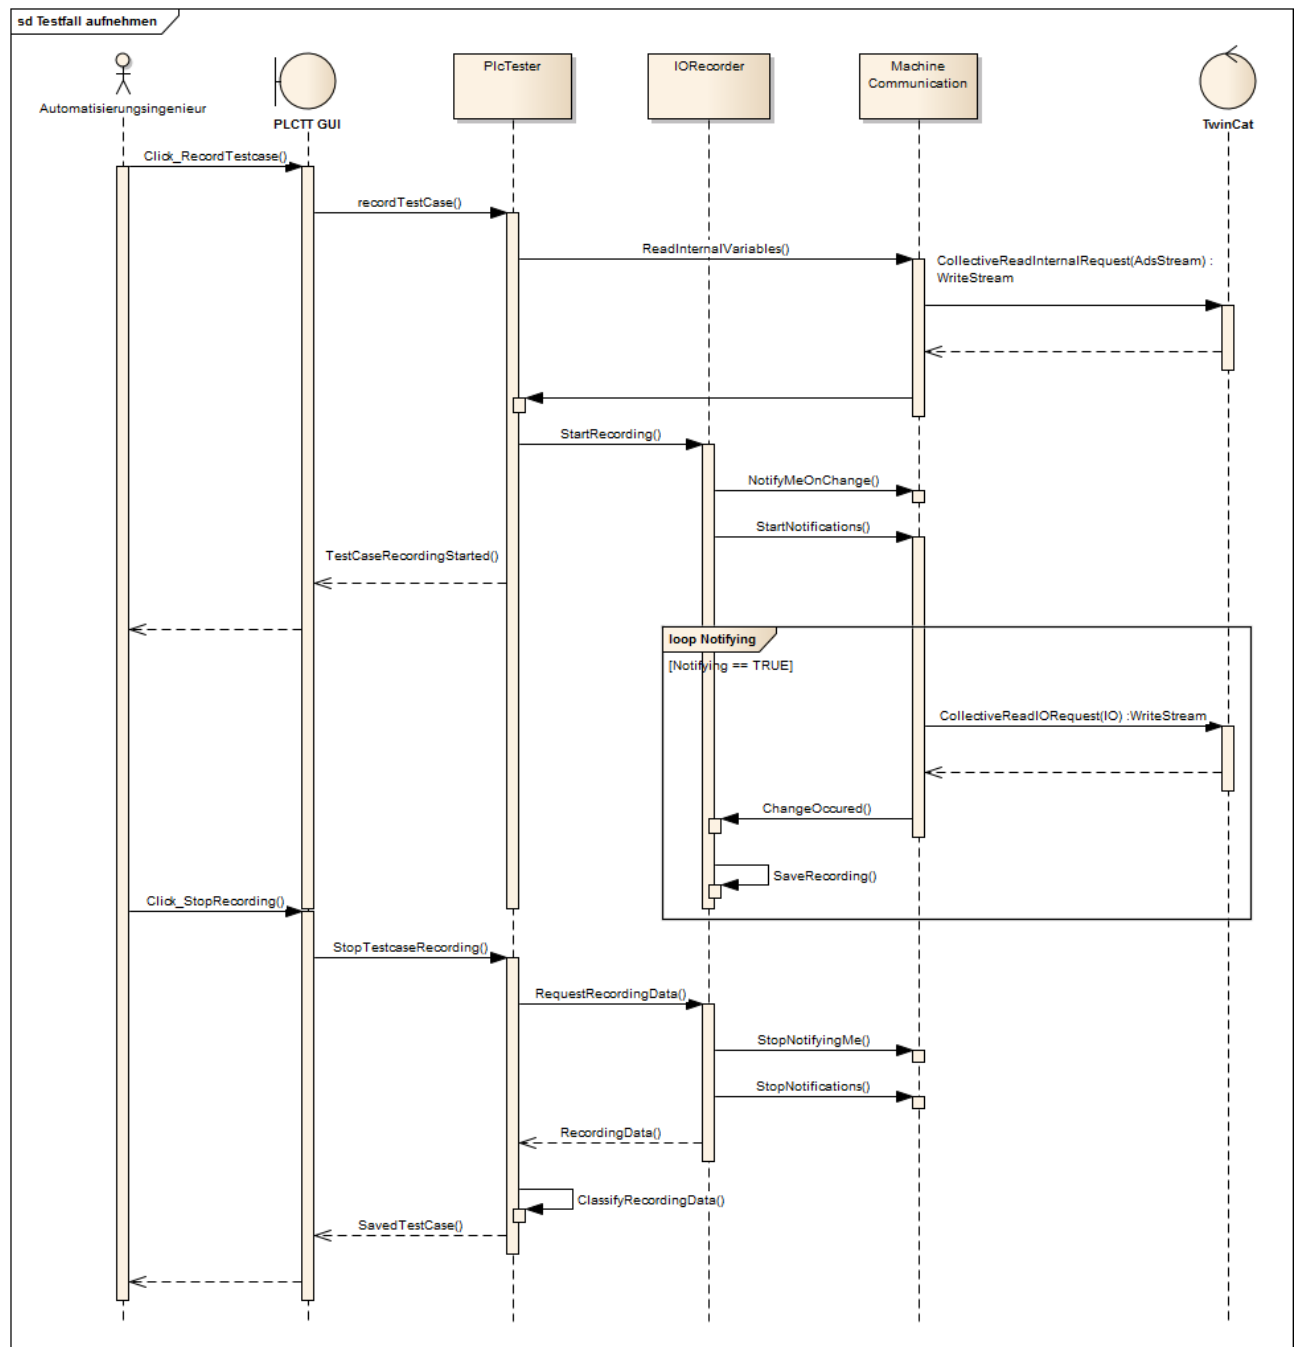 sd Testfall aufnehmen
Automatisierungsingenieur
PLCTT GUI
PlcTester
IORecorder
Machine
Communication
TwinCat
Click_RecordTestcase()
recordTestCase()
ReadInternalVariables()
CollectiveReadInternalRequest(AdsStream) :
WriteStream
StartRecording()
NotifyMeOnChange()
StartNotifications()
TestCaseRecordingStarted()
loop Notifying
[Notifying == TRUE]
CollectiveReadIORequest(IO) :WriteStream
ChangeOccured()
SaveRecording()
Click_StopRecording()
StopTestcaseRecording()
RequestRecordingData()
StopNotifyingMe()
StopNotifications()
RecordingData()
ClassifyRecordingData()
SavedTestCase()